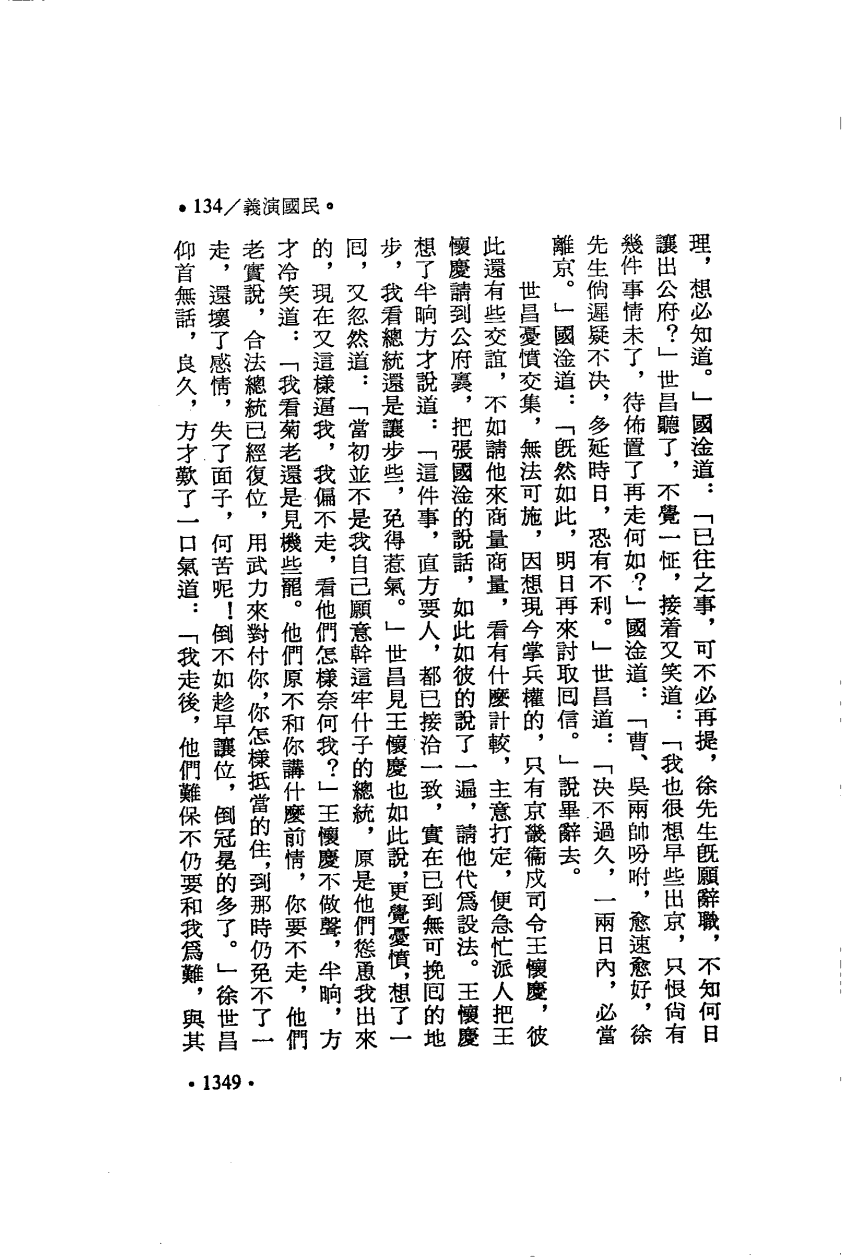 •134／義演國民。
理，想必知道。」國淦道：「已往之事，可不必再提，徐先生旣願辭職，不知何日
讓出公府？」世昌聽了，不覺一怔，接着又笑道：「我也很想早些出京，只恨尙有
幾件事情未了，待佈置了再走何如？」國淦道：「曹、吳兩帥吩咐，愈速愈好，徐
先生倘遲疑不決，多延時日，恐有不利。」世昌道：「決不過久，一兩日內，必當
離京。」國淦道：「旣然如此，明日再來討取囘信。」說畢辭去。
世昌憂憤交集，無法可施，因想現今掌兵權的，只有京畿衞戍司令王懷慶，彼
此還有些交誼，不如請他來商量商量，看有什麼計較，主意打定，便急忙派人把王
懷慶請到公府裏，把張國淦的說話，如此如彼的說了一遍，請他代爲設法。王懷慶
想了半晌方才說道：「這件事，直方要人，都已接洽一致，實在已到無可挽囘的地
步，我看總統還是讓步些，免得惹氣。」世昌見王懷慶也如此說，更覺憂憤，想了一
囘，又忽然道：「當初並不是我自己願意幹這牢什子的總統，原是他們慫恿我出來
的，現在又這樣逼我，我偏不走，看他們怎樣奈何我？」王懷慶不做聲，半晌，方
才冷笑道：「我看菊老還是見機些罷。他們原不和你講什麼前情，你要不走，他們
老實說，合法總統已經復位，用武力來對付你，你怎樣抵當的住，到那時仍免不了一
走，還壞了感情，失了面子，何苦呢！倒不如趁早讓位，倒冠冕的多了。」徐世昌
仰首無話，良久，方才歎了一口氣道：「我走後，他們難保不仍要和我爲難，與其
•1349•